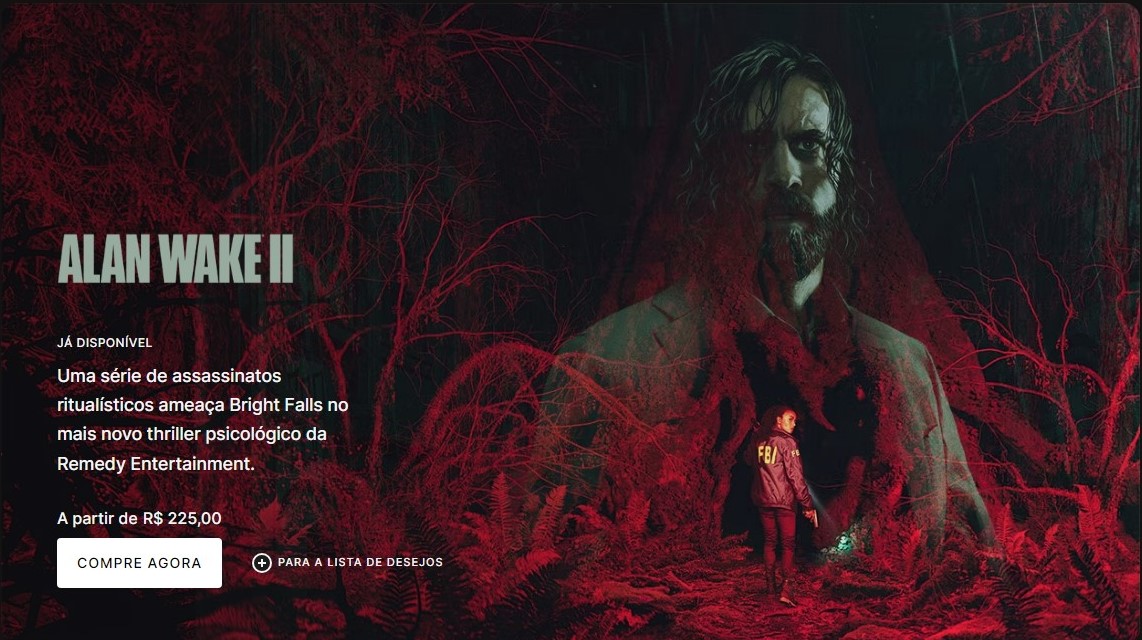 ALAN WAKE II
JÁ DISPONÍVEL
Uma série de assassinatos
ritualísticos ameaça Bright Falls no
mais novo thriller psicológico da
Remedy Entertainment.
FBI
A partir de R$ 225,00
COMPRE AGORA
PARA A LISTA DE DESEJOS